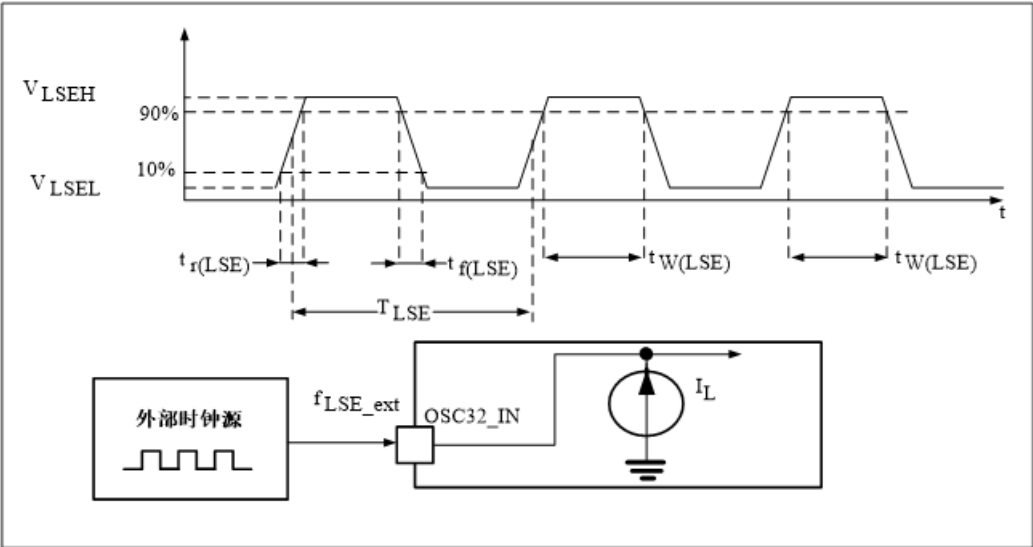 V LSEH
90%
10%
V LSEL
t
t r(LSE)
t f(LSE)
t W(LSE)
t W(LSE)
T LSE
f LSE_ext
OSC32_IN
I L
外部时钟源